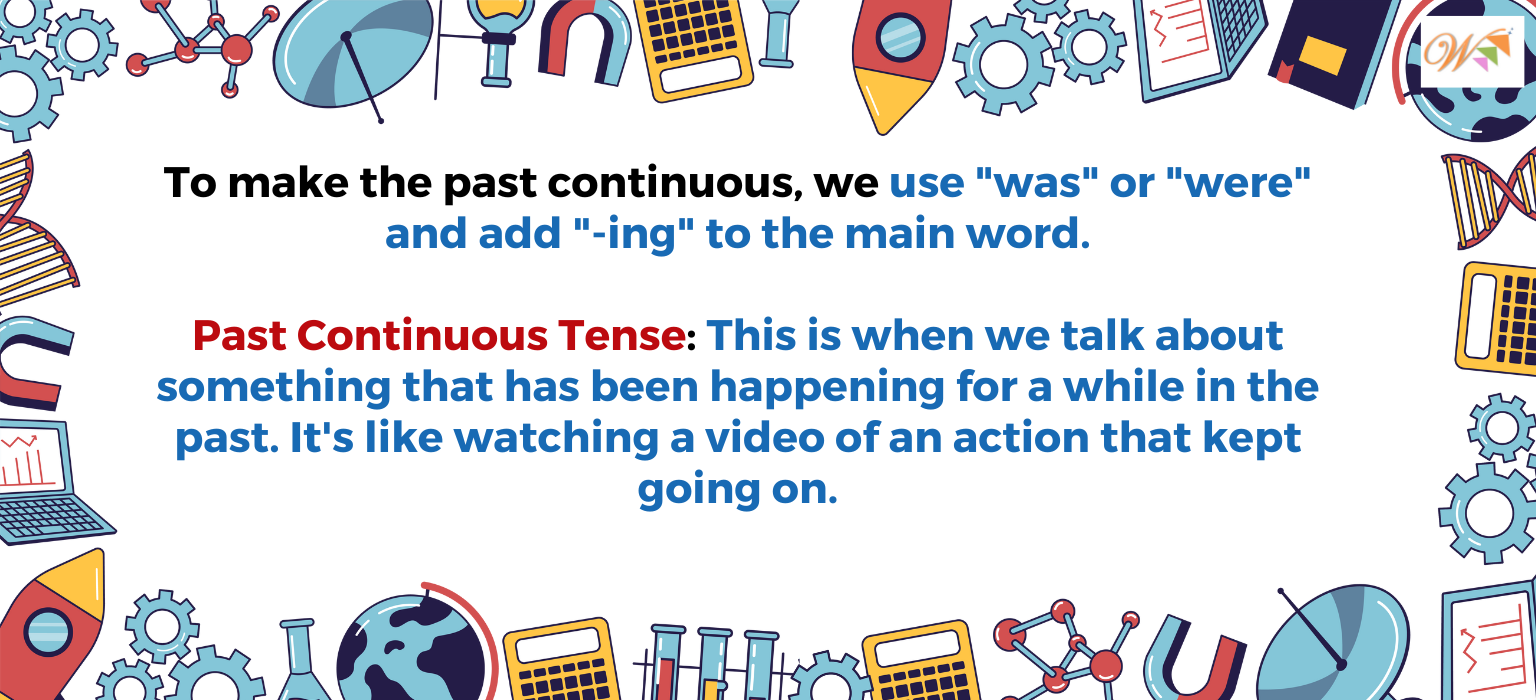 W
To make the past continuous, we use "was" or "were"
and add "-ing" to the main word.
Past Continuous Tense: This is when we talk about
something that has been happening for a while in the
past. It's like watching a video of an action that kept
going on.